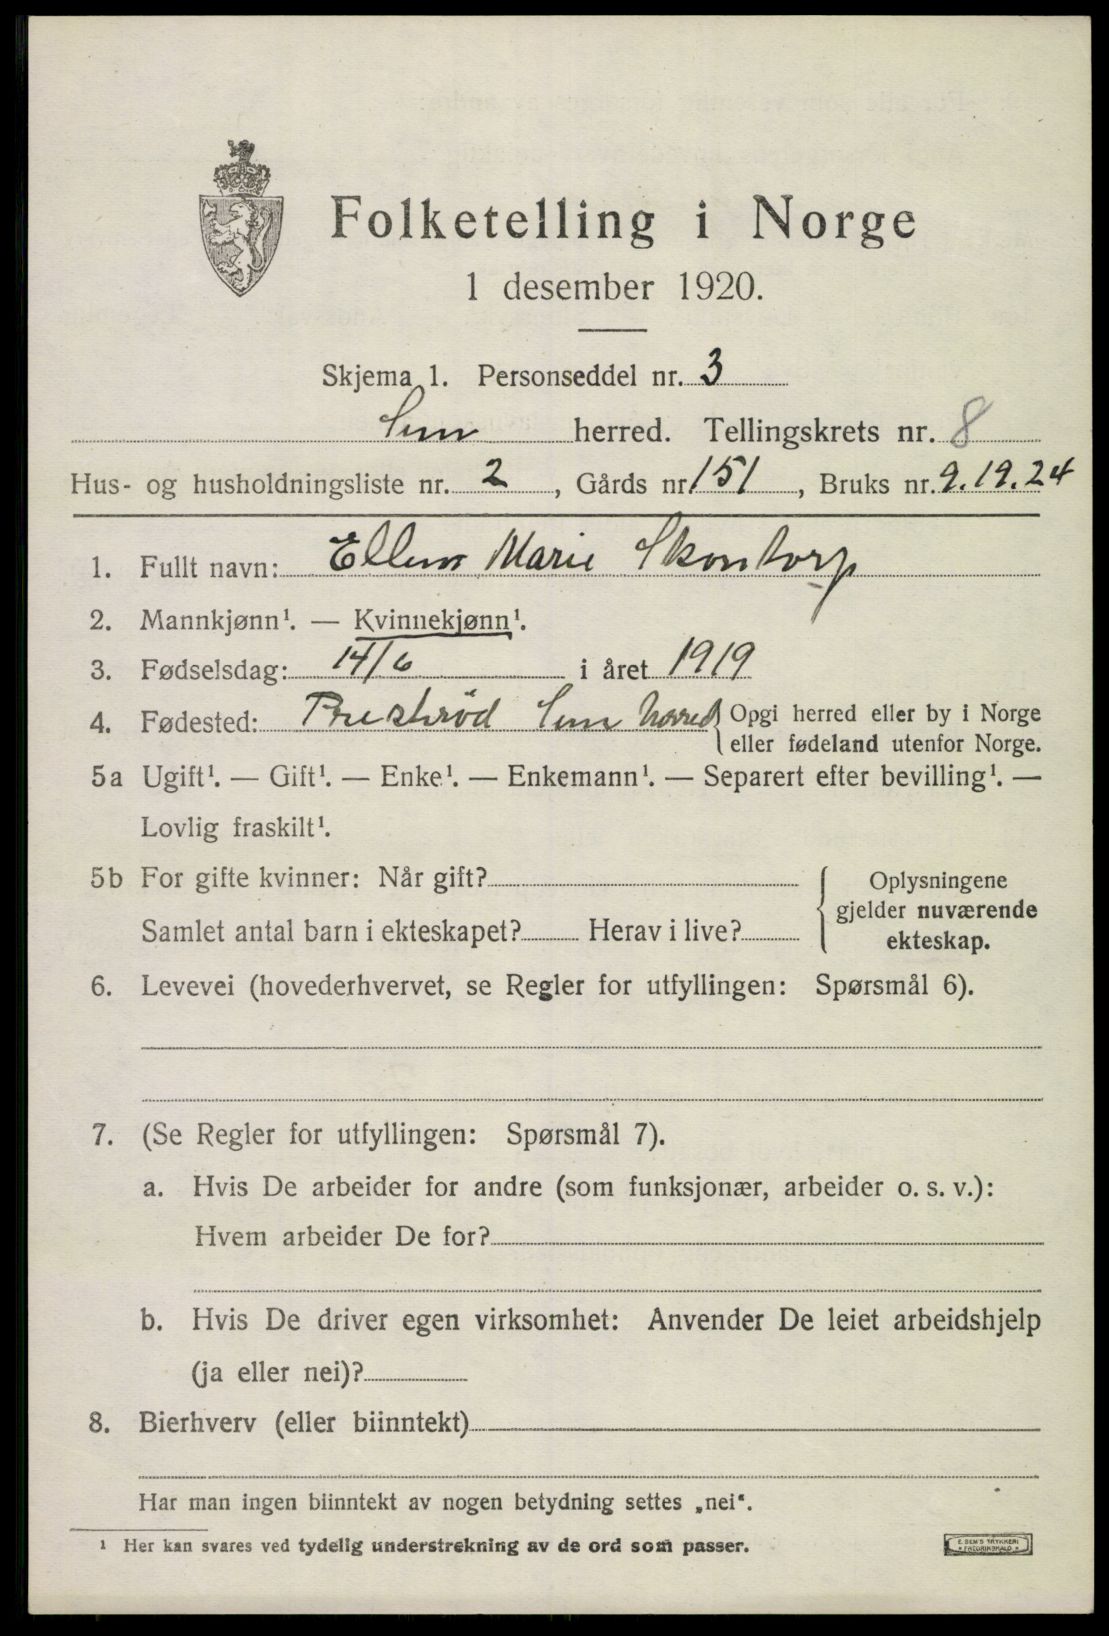 Folketelling i Norge
1 desember 1920.
Skjema 1. Personseddel nr. 3
Sem herred. Tellingskrets nr. 8
Hus- og husholdningsliste nr. 2, Gårds nr. 151, Bruks nr. 9.19.24
1. Fullt navn: Ellen Marie Skontorp
2. Mannkjønn¹. — Kvinnekjønn¹.
3. Fødselsdag: 14/6 i året 1919
4. Fødested: Presterød Sem herred { Opgi herred eller by i Norge
eller fødeland utenfor Norge.
5a Ugift¹. — Gift¹. — Enke¹. — Enkemann¹. — Separert efter bevilling¹. —
Lovlig fraskilt¹.
5b For gifte kvinner: Når gift?
Samlet antal barn i ekteskapet? Herav i live?
Oplysningene
gjelder nuværende
ekteskap.
6. Levevei (hovederhvervet, se Regler for utfyllingen: Spørsmål 6).
7. (Se Regler for utfyllingen: Spørsmål 7).
a. Hvis De arbeider for andre (som funksjonær, arbeider o. s. v.):
Hvem arbeider De for?
b. Hvis De driver egen virksomhet: Anvender De leiet arbeidshjelp
(ja eller nei)?
8. Bierhverv (eller biinntekt)
Har man ingen biinntekt av nogen betydning settes „nei“.
¹ Her kan svares ved tydelig understrekning av de ord som passer.
E. SEM'S TRYKKERI
FREDRIKSHALD